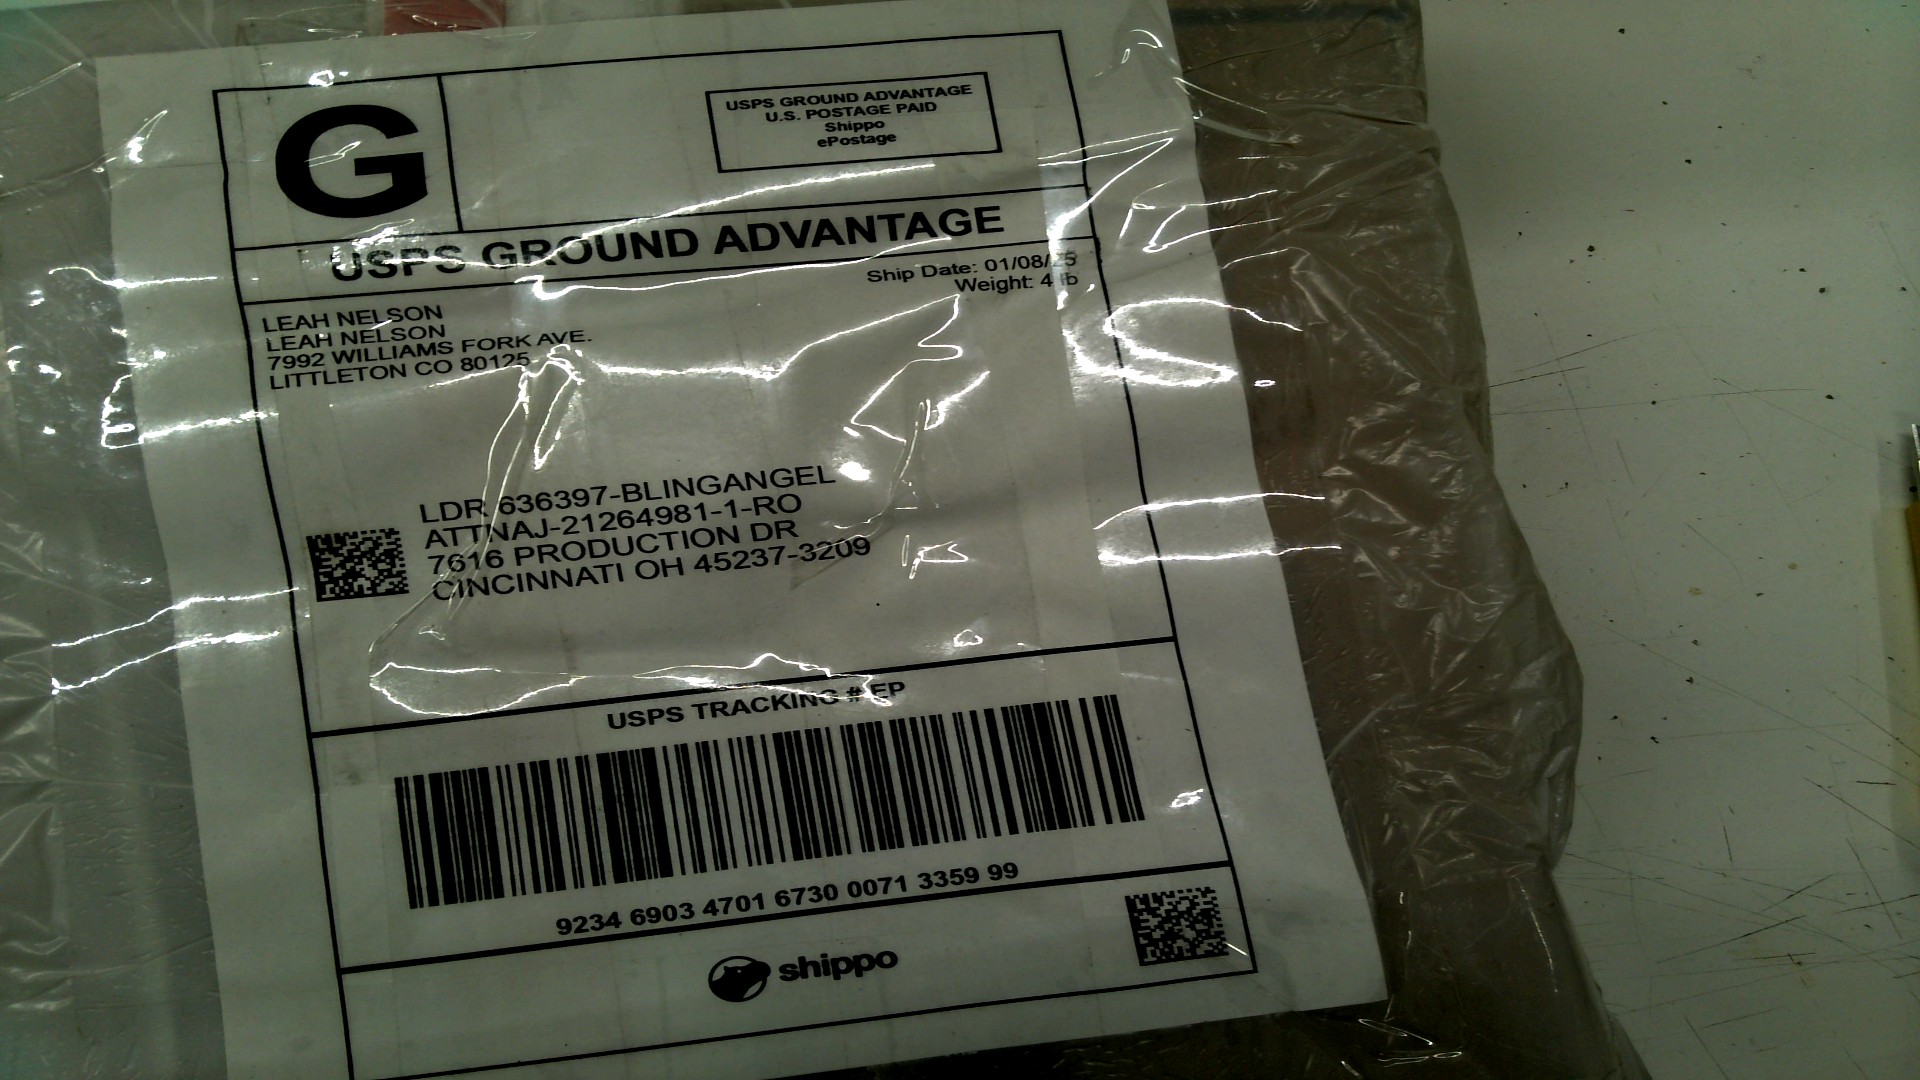 G
USPS GROUND ADVANTAGE
U.S. POSTAGE PAID
Shippo
ePostage
USPS GROUND ADVANTAGE
Ship Date: 01/08/25
Weight: 4 lb
LEAH NELSON
LEAH NELSON
7992 WILLIAMS FORK AVE.
LITTLETON CO 80125
LDR 636397-BLINGANGEL
ATTNAJ-21264981-1-RO
7616 PRODUCTION DR
CINCINNATI OH 45237-3209
USPS TRACKING # EP
9234 6903 4701 6730 0071 3359 99
shippo